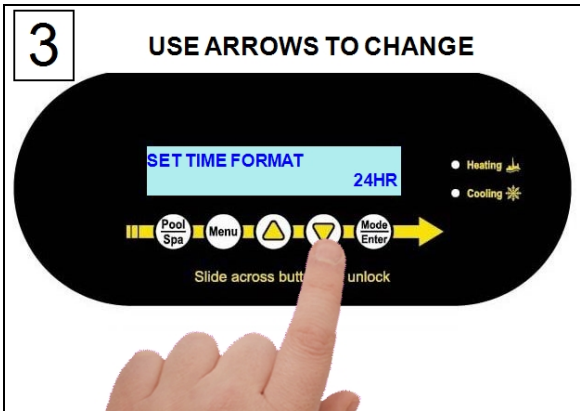 3
USE ARROWS TO CHANGE
SET TIME FORMAT
24HR
Heating
Cooling
Pool
Spa
Menu
Mode
Enter
Slide across butt unlock